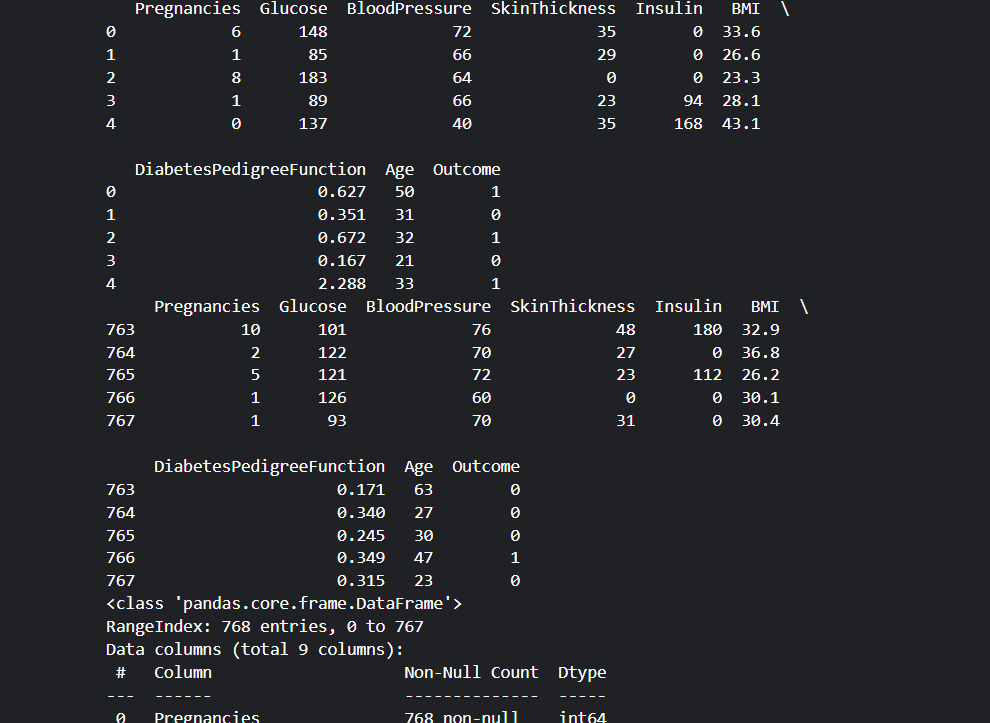 Pregnancies  Glucose  BloodPressure  SkinThickness  Insulin   BMI  \
0            6      148             72             35        0  33.6
1            1       85             66             29        0  26.6
2            8      183             64              0        0  23.3
3            1       89             66             23       94  28.1
4            0      137             40             35      168  43.1
   DiabetesPedigreeFunction  Age  Outcome
0                     0.627   50        1
1                     0.351   31        0
2                     0.672   32        1
3                     0.167   21        0
4                     2.288   33        1
     Pregnancies  Glucose  BloodPressure  SkinThickness  Insulin   BMI  \
763           10      101             76             48      180  32.9
764            2      122             70             27        0  36.8
765            5      121             72             23      112  26.2
766            1      126             60              0        0  30.1
767            1       93             70             31        0  30.4
     DiabetesPedigreeFunction  Age  Outcome
763                     0.171   63        0
764                     0.340   27        0
765                     0.245   30        0
766                     0.349   47        1
767                     0.315   23        0
<class 'pandas.core.frame.DataFrame'>
RangeIndex: 768 entries, 0 to 767
Data columns (total 9 columns):
 #   Column                    Non-Null Count  Dtype
---  ------                    --------------  -----
 0   Pregnancies               768 non-null    int64